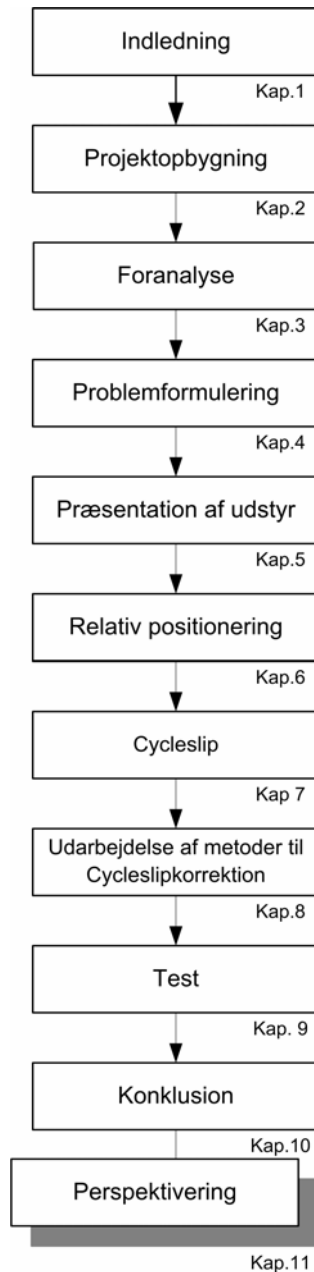 Indledning
Kap.1
Projektopbygning
Kap.2
Foranalyse
Kap.3
Problemformulering
Kap.4
Præsentation af udstyr
Kap.5
Relativ positionering
Kap.6
Cycleslip
Kap 7
Udarbejdelse af metoder til
Cycleslipkorrektion
Kap.8
Test
Kap. 9
Konklusion
Kap.10
Perspektivering
Kap.11